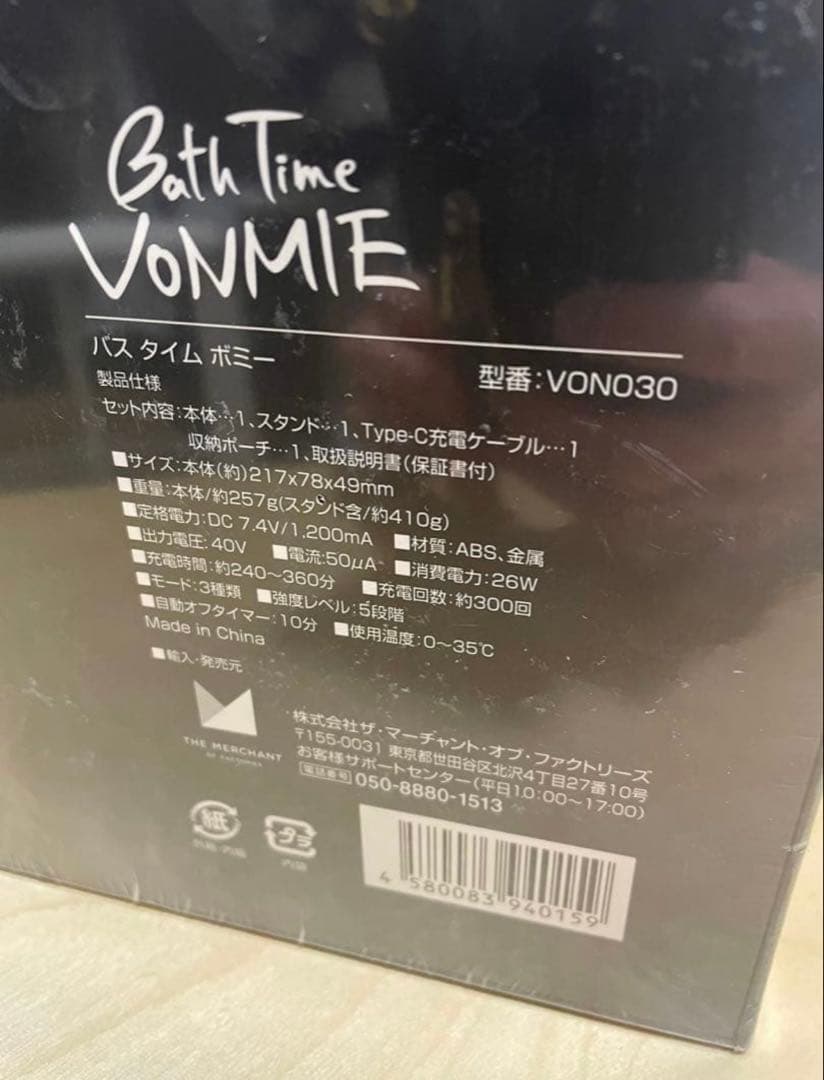 Bath Time
VONMIE
バス タイム ボミー
型番:VON030
製品仕様
セット内容:本体…1、スタンド…1、Type-C充電ケーブル…1
収納ポーチ…1、取扱説明書(保証書付)
■サイズ:本体(約)217x78x49mm
■重量:本体/約257g(スタンド含/約410g)
■定格電力:DC 7.4V/1,200mA ■材質:ABS、金属
■出力電圧:40V ■電流:50μA ■消費電力:26W
■充電時間:約240~360分 ■充電回数:約300回
■モード:3種類 ■強度レベル:5段階
■自動オフタイマー:10分 ■使用温度:0~35℃
Made in China
■輸入・発売元
THE MERCHANT
OF FACTORIES
株式会社ザ・マーチャント・オブ・ファクトリーズ
〒155-0031 東京都世田谷区北沢4丁目27番10号
お客様サポートセンター(平日10:00~17:00)
電話番号 050-8880-1513
紙
外箱・内箱
プラ
内袋
4 580083 940159